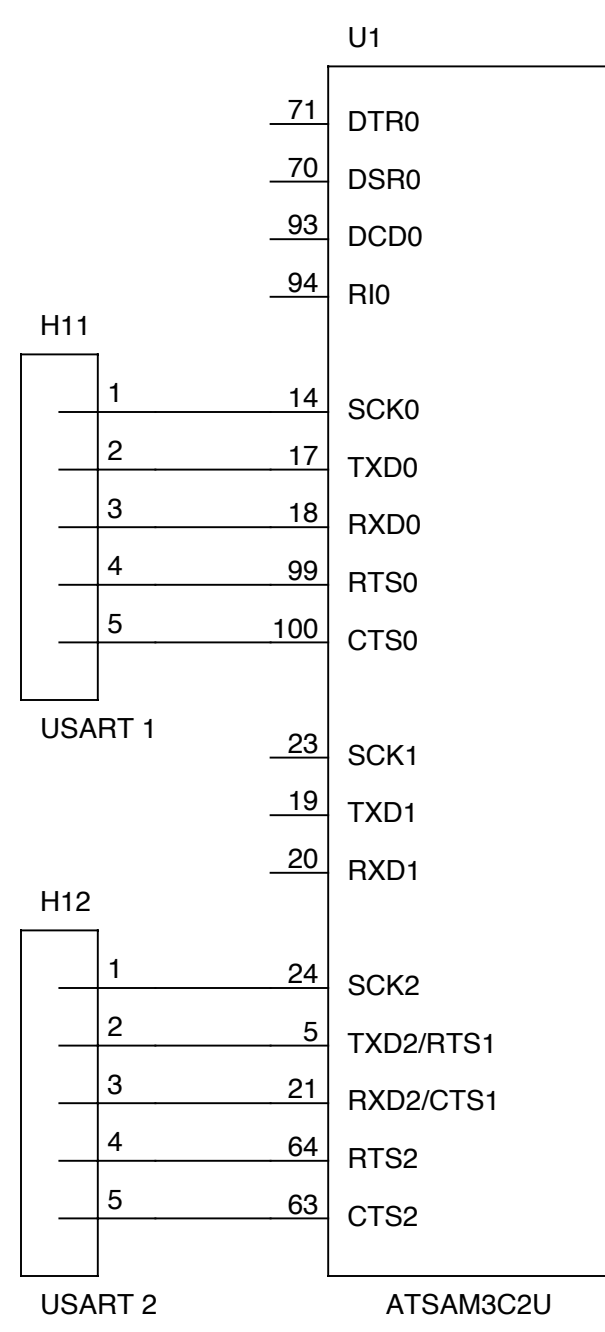 U1
71 DTR0
70 DSR0
93 DCD0
94 RI0
H11
1 14 SCK0
2 17 TXD0
3 18 RXD0
4 99 RTS0
5 100 CTS0
USART 1
23 SCK1
19 TXD1
20 RXD1
H12
1 24 SCK2
2 5 TXD2/RTS1
3 21 RXD2/CTS1
4 64 RTS2
5 63 CTS2
USART 2 ATSAM3C2U